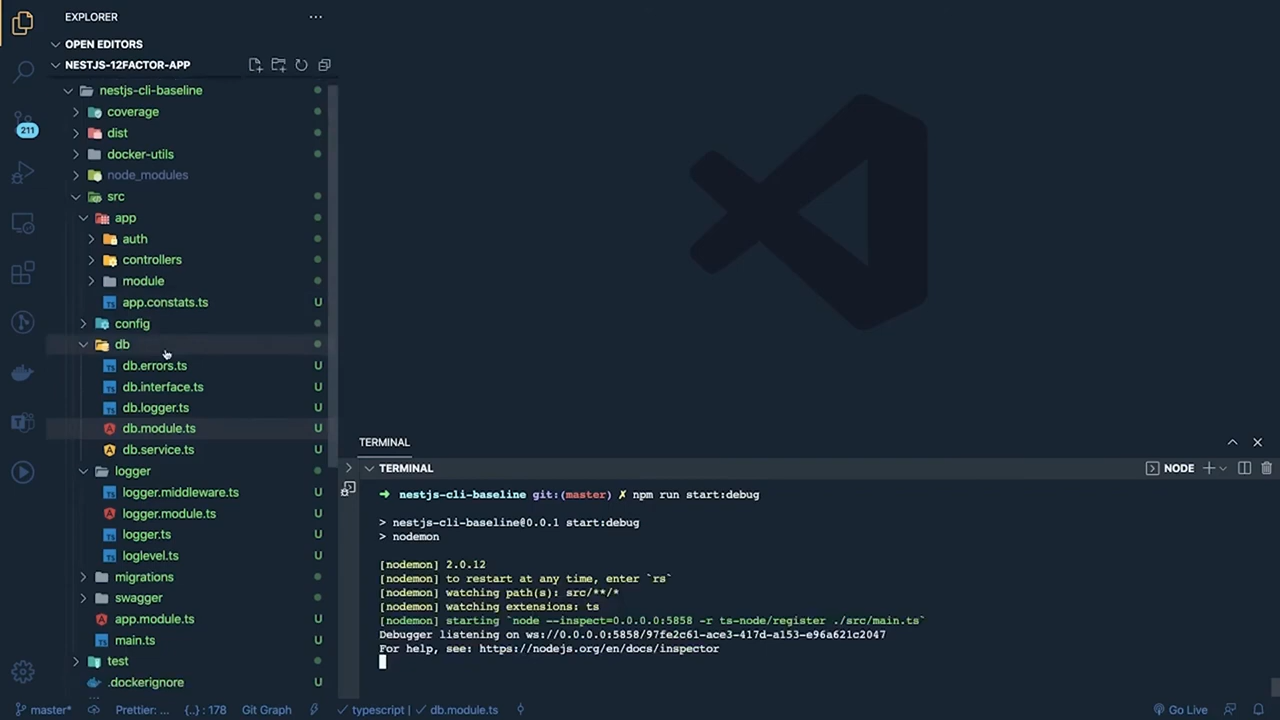 EXPLORER
OPEN EDITORS
NESTJS-12FACTOR-APP
nestjs-cli-baseline
coverage
dist
docker-utils
node_modules
src
app
auth
controllers
module
app.constats.ts U
config
db
db.errors.ts U
db.interface.ts U
db.logger.ts U
db.module.ts U
db.service.ts U
logger
logger.middleware.ts U
logger.module.ts U
logger.ts U
loglevel.ts U
migrations
swagger
app.module.ts U
main.ts U
test
.dockerignore U
211
TERMINAL
TERMINAL
NODE
➜ nestjs-cli-baseline git:(master) ✗ npm run start:debug
> nestjs-cli-baseline@0.0.1 start:debug
> nodemon
[nodemon] 2.0.12
[nodemon] to restart at any time, enter `rs`
[nodemon] watching path(s): src/**/*
[nodemon] watching extensions: ts
[nodemon] starting `node --inspect=0.0.0.0:5858 -r ts-node/register ./src/main.ts`
Debugger listening on ws://0.0.0.0:5858/97fe2c61-ace3-417d-a153-e96a621c2047
For help, see: https://nodejs.org/en/docs/inspector
master* Prettier: ... {..} : 178 Git Graph typescript | db.module.ts Go Live